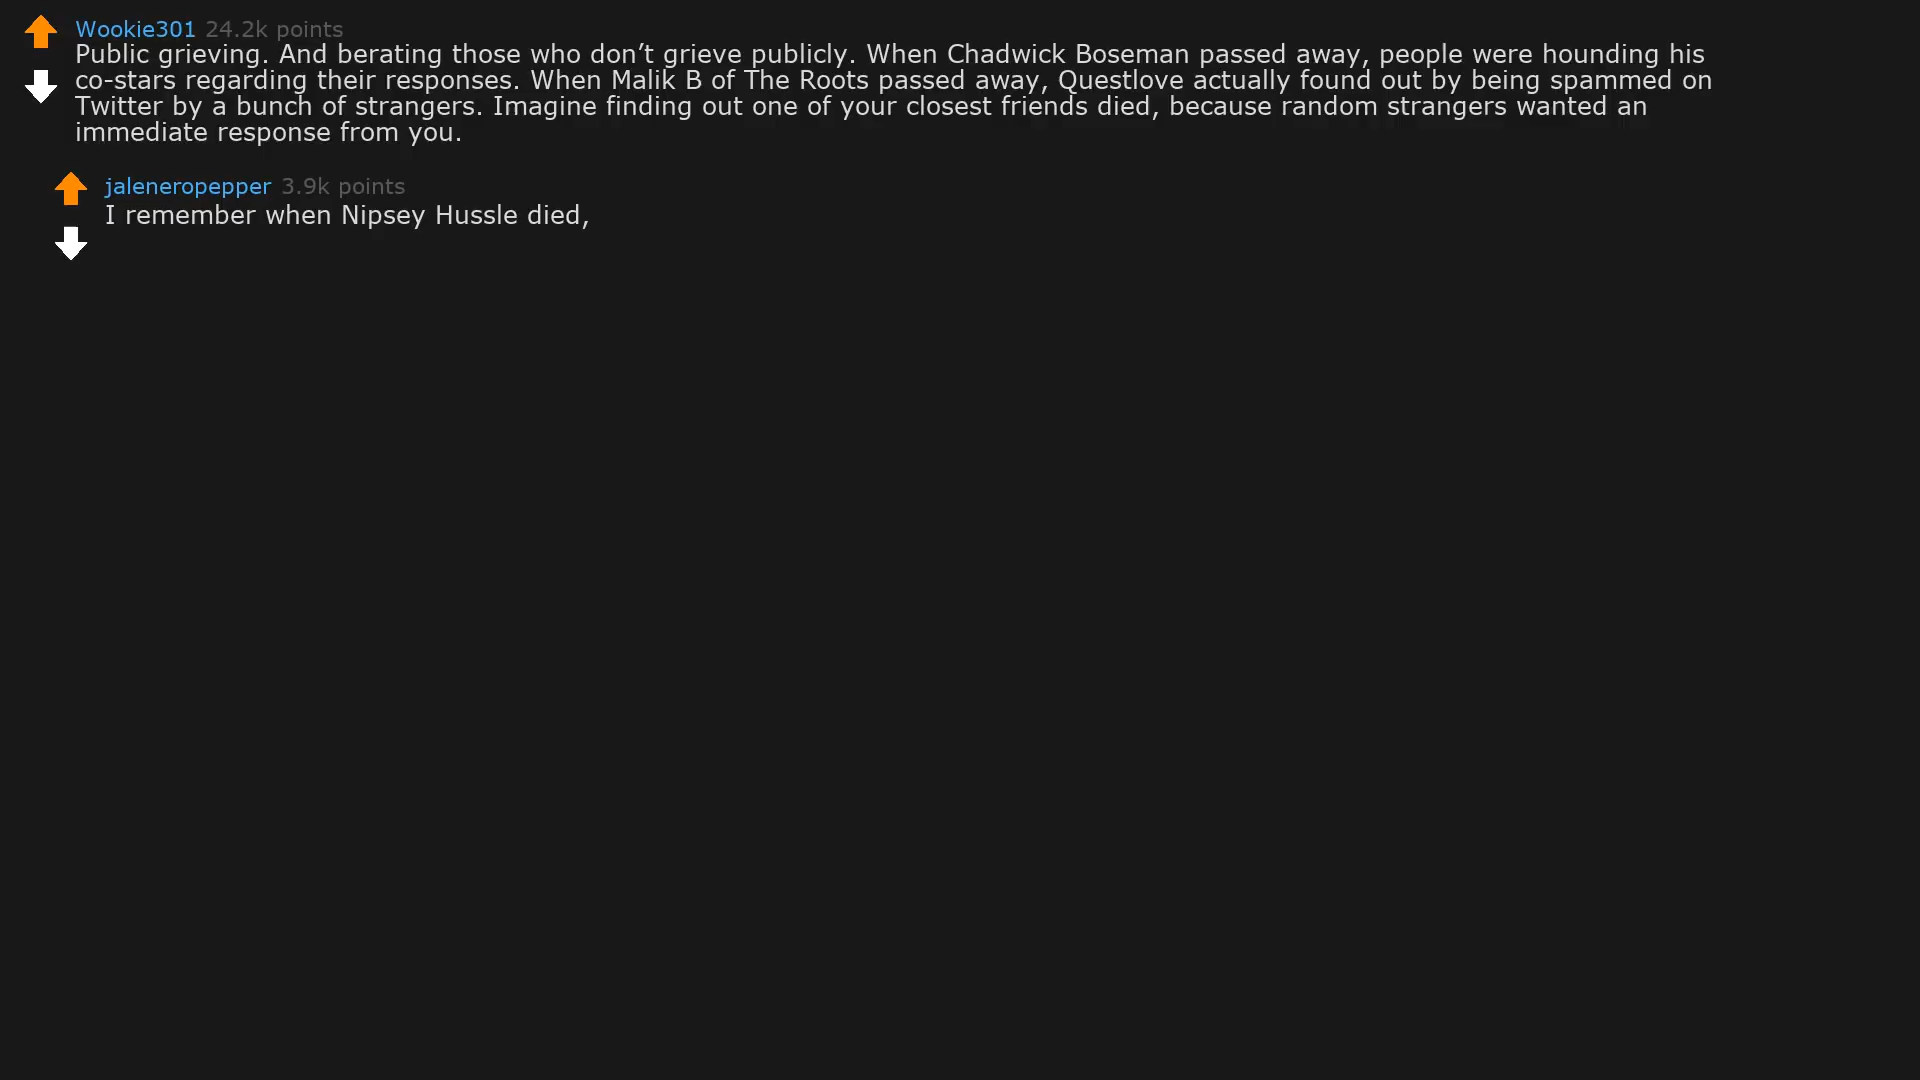 Wookie301 24.2k points
Public grieving. And berating those who don’t grieve publicly. When Chadwick Boseman passed away, people were hounding his
co-stars regarding their responses. When Malik B of The Roots passed away, Questlove actually found out by being spammed on
Twitter by a bunch of strangers. Imagine finding out one of your closest friends died, because random strangers wanted an
immediate response from you.
jaleneropepper 3.9k points
I remember when Nipsey Hussle died,